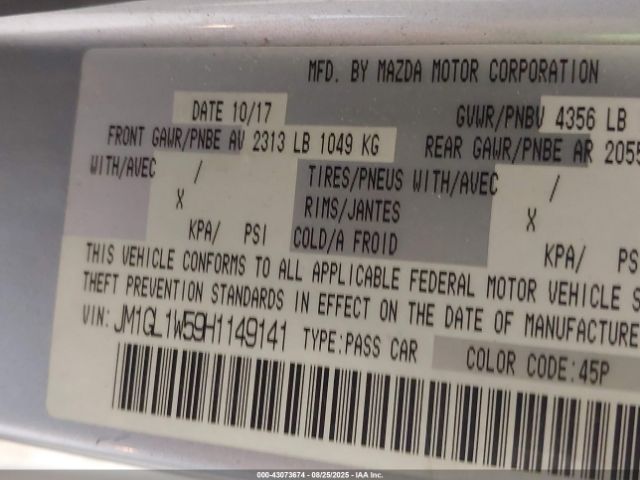 MFD. BY MAZDA MOTOR CORPORATION
DATE 10/17 GVWR/PNBV 4356 LB
FRONT GAWR/PNBE AV 2313 LB 1049 KG REAR GAWR/PNBE AR 2055
WITH/AVEC / TIRES/PNEUS WITH/AVEC /
X RIMS/JANTES X
KPA/ PSI COLD/A FROID KPA/ PS
THIS VEHICLE CONFORMS TO ALL APPLICABLE FEDERAL MOTOR VEHICLE S
THEFT PREVENTION STANDARDS IN EFFECT ON THE DATE OF MANUFACTURE
VIN: JM1GL1W59H1149141 TYPE:PASS CAR COLOR CODE:45P
000-43073674 - 08/25/2025 - IAA Inc.